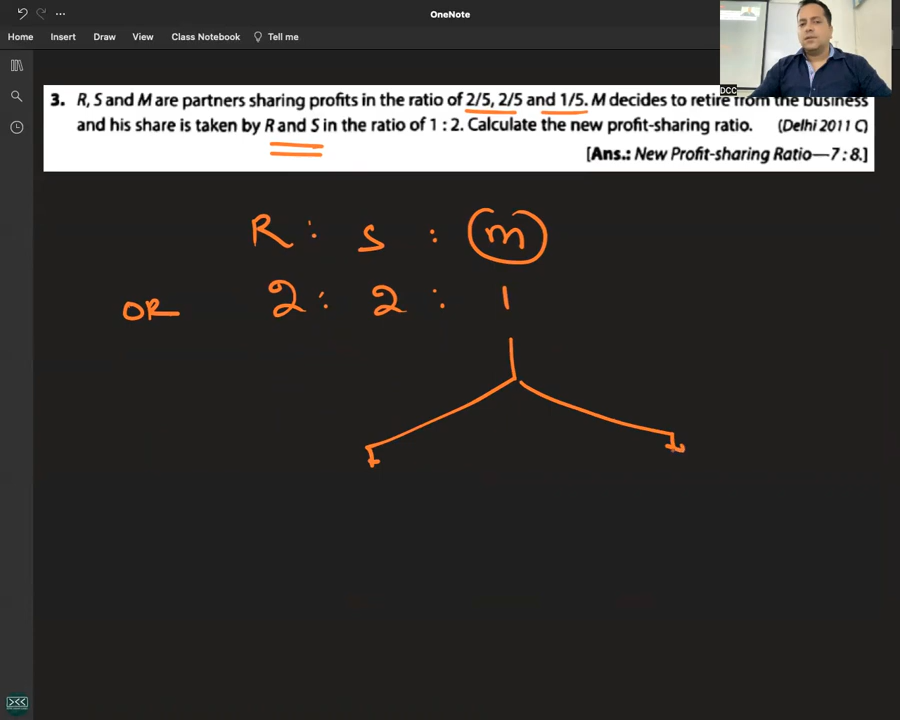 OneNote
Home Insert Draw View Class Notebook Tell me
DCC
3. R, S and M are partners sharing profits in the ratio of 2/5, 2/5 and 1/5. M decides to retire from the business
and his share is taken by R and S in the ratio of 1 : 2. Calculate the new profit-sharing ratio. (Delhi 2011 C)
[Ans.: New Profit-sharing Ratio—7 : 8.]
R : S : m
OR 2 : 2 : 1